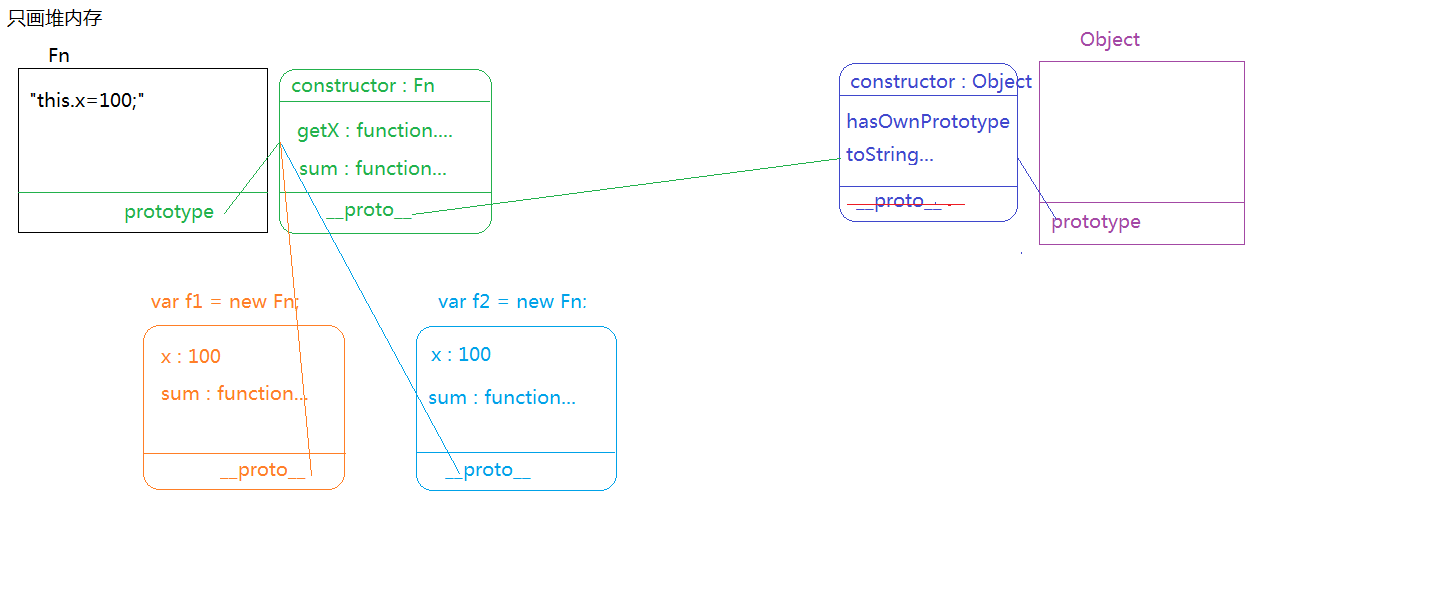 只画堆内存
Fn
"this.x=100;"
prototype
constructor : Fn
getX : function....
sum : function...
__proto__
constructor : Object
hasOwnPrototype
toString...
__proto__
Object
prototype
var f1 = new Fn;
x : 100
sum : function...
__proto__
var f2 = new Fn:
x : 100
sum : function...
__proto__